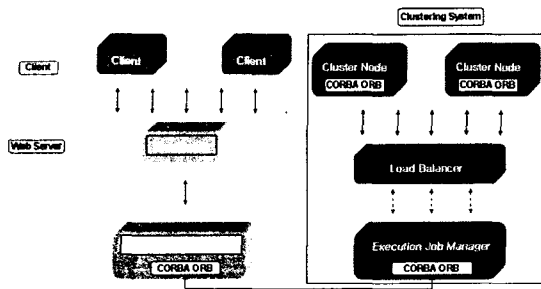 Clustering System
Client
Client
Client
Cluster Node
CORBA ORB
Cluster Node
CORBA ORB
Web Server
Load Balancer
Execution Job Manager
CORBA ORB
CORBA ORB